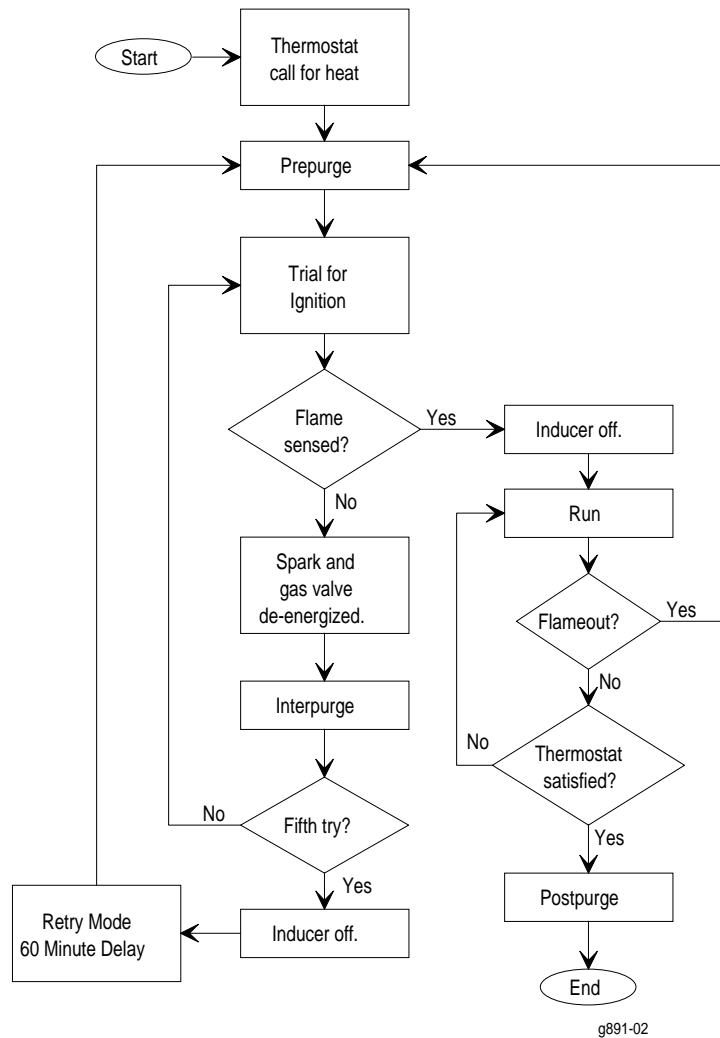 Start
Thermostat
call for heat
Prepurge
Trial for
Ignition
Flame
sensed?
Yes
Inducer off.
No
Run
Spark and
gas valve
de-energized.
Flameout?
Yes
No
Interpurge
No
Thermostat
satisfied?
No
Fifth try?
Yes
Yes
Retry Mode
60 Minute Delay
Inducer off.
Postpurge
End
g891-02